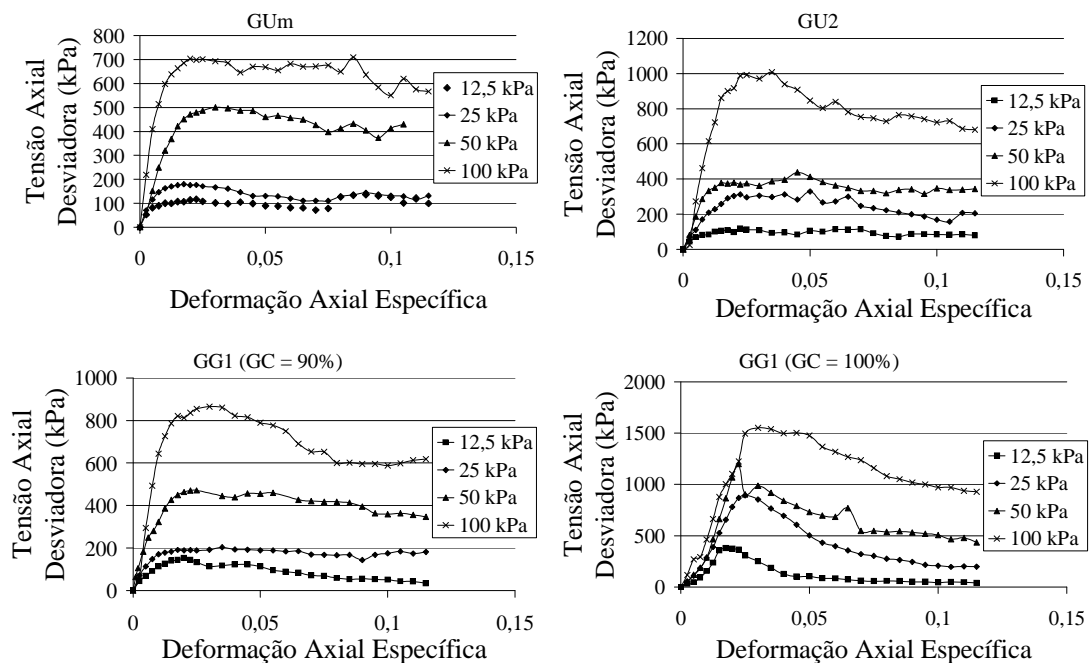 GUm
Tensão Axial
Desviadora (kPa)
800
700
600
500
400
300
200
100
0
0
0,05
0,1
0,15
Deformação Axial Específica
12,5 kPa
25 kPa
50 kPa
100 kPa
GU2
Tensão Axial
Desviadora (kPa)
1200
1000
800
600
400
200
0
0
0,05
0,1
0,15
Deformação Axial Específica
12,5 kPa
25 kPa
50 kPa
100 kPa
GG1 (GC = 90%)
Tensão Axial
Desviadora (kPa)
1000
800
600
400
200
0
0
0,05
0,1
0,15
Deformação Axial Específica
12,5 kPa
25 kPa
50 kPa
100 kPa
GG1 (GC = 100%)
Tensão Axial
Desviadora (kPa)
2000
1500
1000
500
0
0
0,05
0,1
0,15
Deformação Axial Específica
12,5 kPa
25 kPa
50 kPa
100 kPa